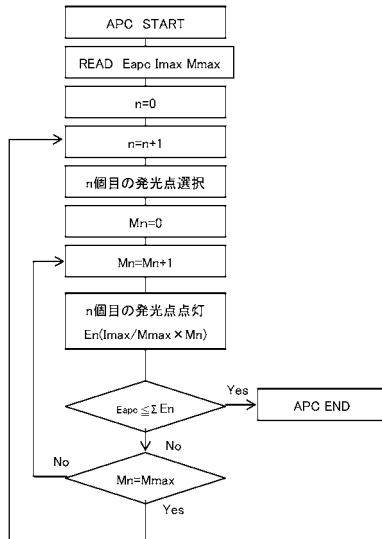 APC START
READ Eapc Imax Mmax
n=0
n=n+1
n個目の発光点選択
Mn=0
Mn=Mn+1
n個目の発光点点灯
En(Imax/Mmax×Mn)
Eapc≦ΣEn
Yes
APC END
No
Mn=Mmax
No
Yes